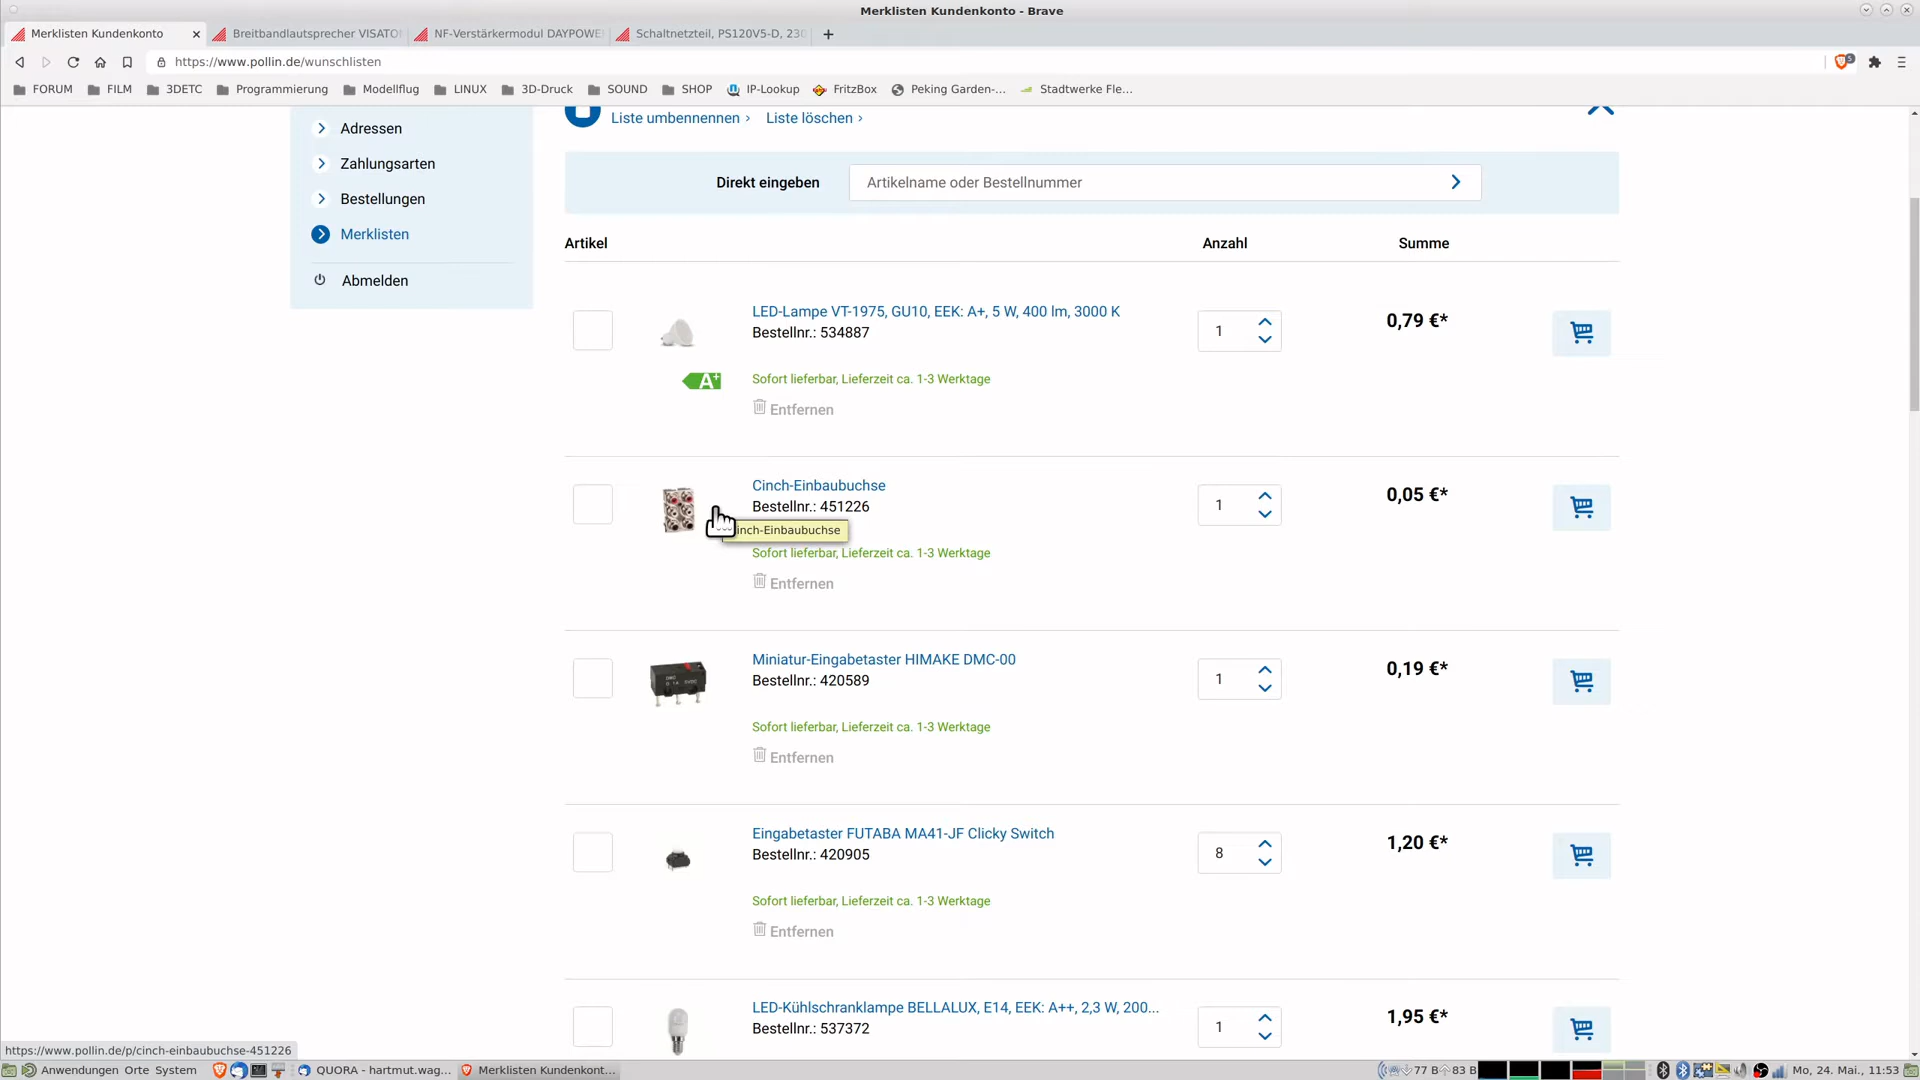 Merklisten Kundenkonto - Brave
Merklisten Kundenkonto
Breitbandlautsprecher VISATO
NF-Verstärkermodul DAYPOWE
Schaltnetzteil, PS120V5-D, 230
https://www.pollin.de/wunschlisten
5
FORUM FILM 3DETC Programmierung Modellflug LINUX 3D-Druck SOUND SHOP IP-Lookup FritzBox Peking Garden-... Stadtwerke Fle...
Adressen
Zahlungsarten
Bestellungen
Merklisten
Abmelden
Liste umbennennen › Liste löschen ›
Direkt eingeben Artikelname oder Bestellnummer
Artikel Anzahl Summe
LED-Lampe VT-1975, GU10, EEK: A+, 5 W, 400 lm, 3000 K
Bestellnr.: 534887
1 0,79 €*
A+
Sofort lieferbar, Lieferzeit ca. 1-3 Werktage
Entfernen
Cinch-Einbaubuchse
Bestellnr.: 451226
1 0,05 €*
inch-Einbaubuchse
Sofort lieferbar, Lieferzeit ca. 1-3 Werktage
Entfernen
Miniatur-Eingabetaster HIMAKE DMC-00
Bestellnr.: 420589
1 0,19 €*
Sofort lieferbar, Lieferzeit ca. 1-3 Werktage
Entfernen
Eingabetaster FUTABA MA41-JF Clicky Switch
Bestellnr.: 420905
8 1,20 €*
Sofort lieferbar, Lieferzeit ca. 1-3 Werktage
Entfernen
LED-Kühlschranklampe BELLALUX, E14, EEK: A++, 2,3 W, 200...
Bestellnr.: 537372
1 1,95 €*
https://www.pollin.de/p/cinch-einbaubuchse-451226
Anwendungen Orte System QUORA - hartmut.wag... Merklisten Kundenkont... 77 B 83 B Mo, 24. Mai., 11:53